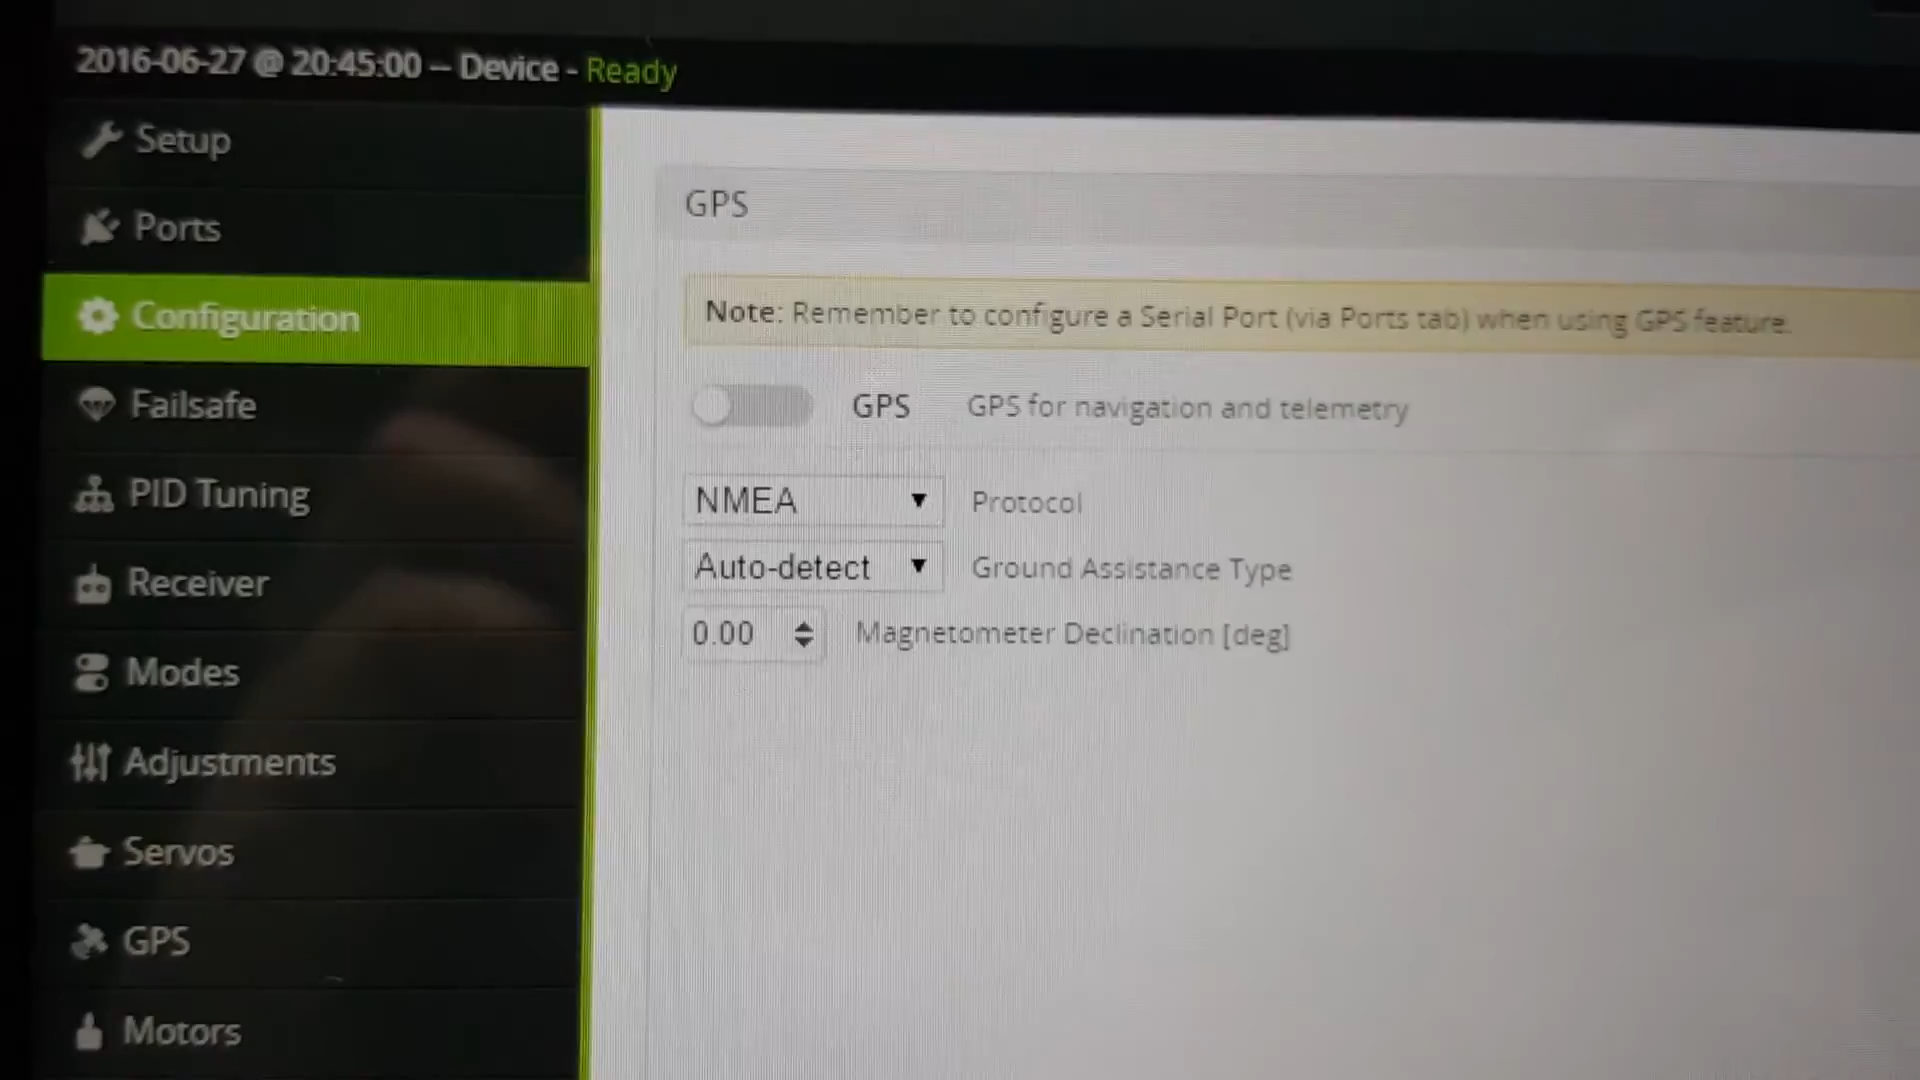 2016-06-27 @ 20:45:00 -- Device - Ready
Setup
Ports
Configuration
Failsafe
PID Tuning
Receiver
Modes
Adjustments
Servos
GPS
Motors
GPS
Note: Remember to configure a Serial Port (via Ports tab) when using GPS feature.
GPS GPS for navigation and telemetry
NMEA Protocol
Auto-detect Ground Assistance Type
0.00 Magnetometer Declination [deg]